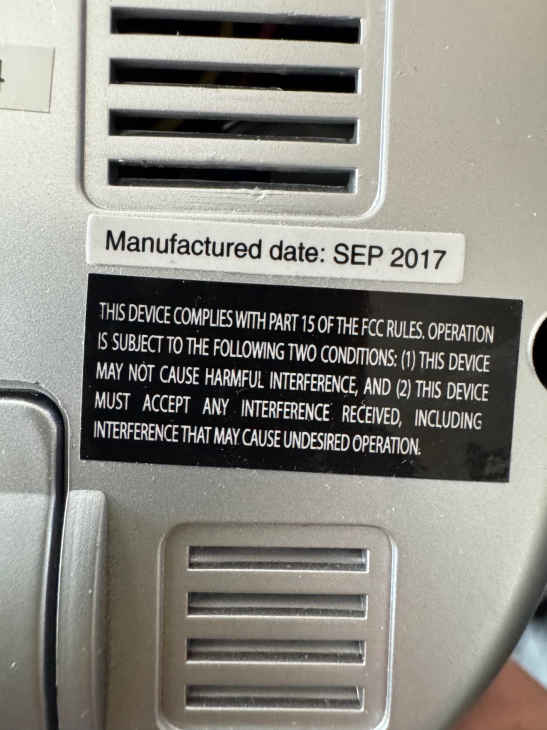 Manufactured date: SEP 2017
THIS DEVICE COMPLIES WITH PART 15 OF THE FCC RULES. OPERATION
IS SUBJECT TO THE FOLLOWING TWO CONDITIONS: (1) THIS DEVICE
MAY NOT CAUSE HARMFUL INTERFERENCE, AND (2) THIS DEVICE
MUST ACCEPT ANY INTERFERENCE RECEIVED, INCLUDING
INTERFERENCE THAT MAY CAUSE UNDESIRED OPERATION.